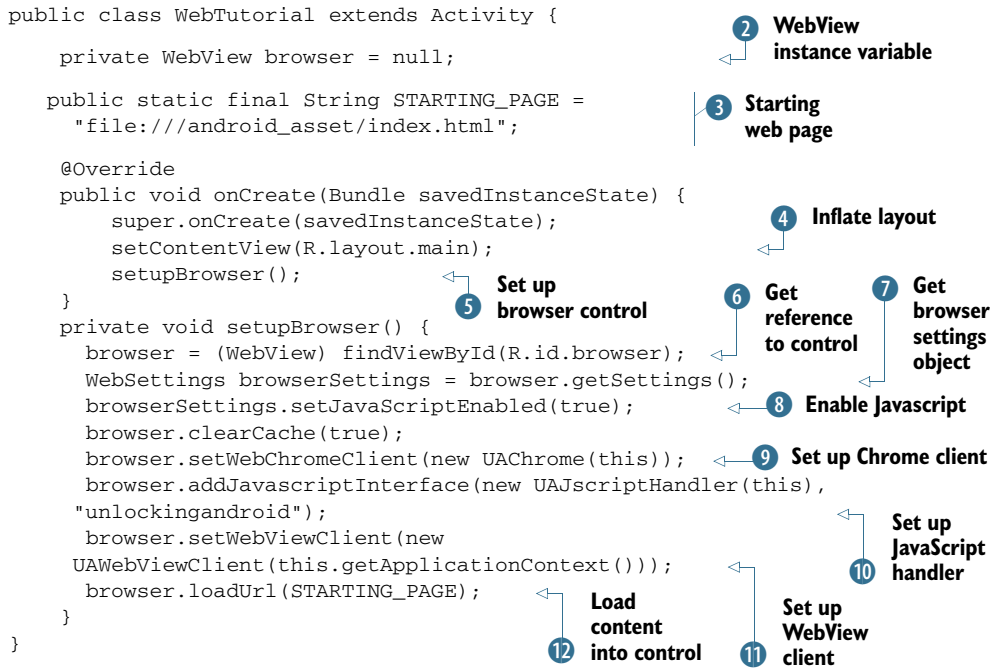 public class WebTutorial extends Activity {
2 WebView
instance variable
private WebView browser = null;
public static final String STARTING_PAGE =
"file:///android_asset/index.html";
3 Starting
web page
@Override
public void onCreate(Bundle savedInstanceState) {
super.onCreate(savedInstanceState);
4 Inflate layout
setContentView(R.layout.main);
setupBrowser();
5 Set up
browser control
}
6 Get
reference
to control
7 Get
browser
settings
object
private void setupBrowser() {
browser = (WebView) findViewById(R.id.browser);
WebSettings browserSettings = browser.getSettings();
browserSettings.setJavaScriptEnabled(true);
8 Enable Javascript
browser.clearCache(true);
browser.setWebChromeClient(new UAChrome(this));
9 Set up Chrome client
browser.addJavascriptInterface(new UAJscriptHandler(this),
"unlockingandroid");
10 Set up
JavaScript
handler
browser.setWebViewClient(new
UAWebViewClient(this.getApplicationContext()));
11 Set up
WebView
client
browser.loadUrl(STARTING_PAGE);
12 Load
content
into control
}
}